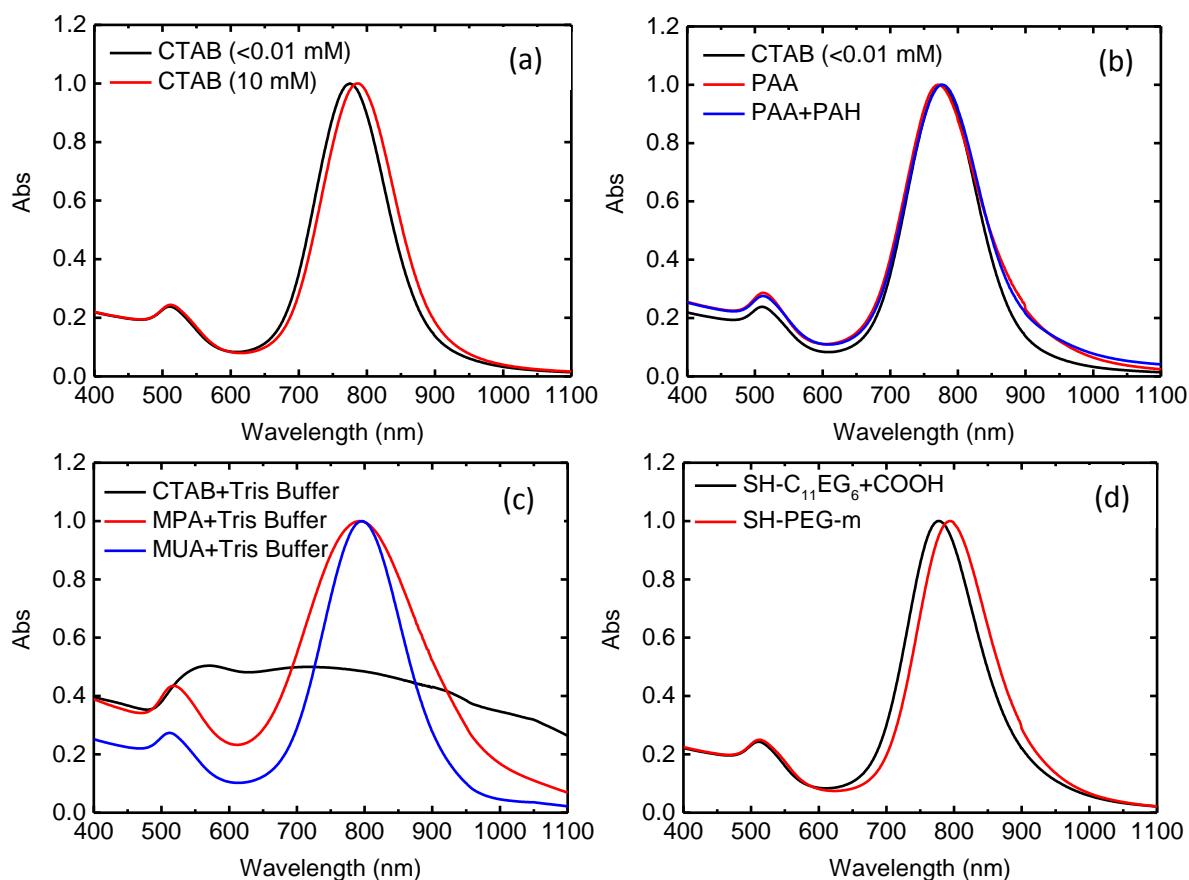 1.2
1.0
0.8
0.6
0.4
0.2
0.0
Abs
CTAB (<0.01 mM)
CTAB (10 mM)
(a)
400 500 600 700 800 900 1000 1100
Wavelength (nm)
1.2
1.0
0.8
0.6
0.4
0.2
0.0
Abs
CTAB (<0.01 mM)
PAA
PAA+PAH
(b)
400 500 600 700 800 900 1000 1100
Wavelength (nm)
1.2
1.0
0.8
0.6
0.4
0.2
0.0
Abs
CTAB+Tris Buffer
MPA+Tris Buffer
MUA+Tris Buffer
(c)
400 500 600 700 800 900 1000 1100
Wavelength (nm)
1.2
1.0
0.8
0.6
0.4
0.2
0.0
Abs
SH-C₁₁EG₆+COOH
SH-PEG-m
(d)
400 500 600 700 800 900 1000 1100
Wavelength (nm)